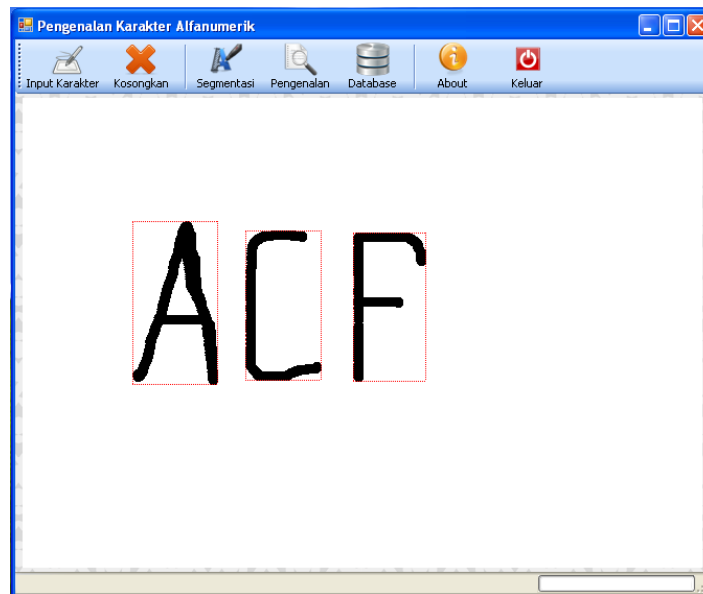 Pengenalan Karakter Alfanumerik
Input Karakter Kosongkan Segmentasi Pengenalan Database About Keluar
ACF